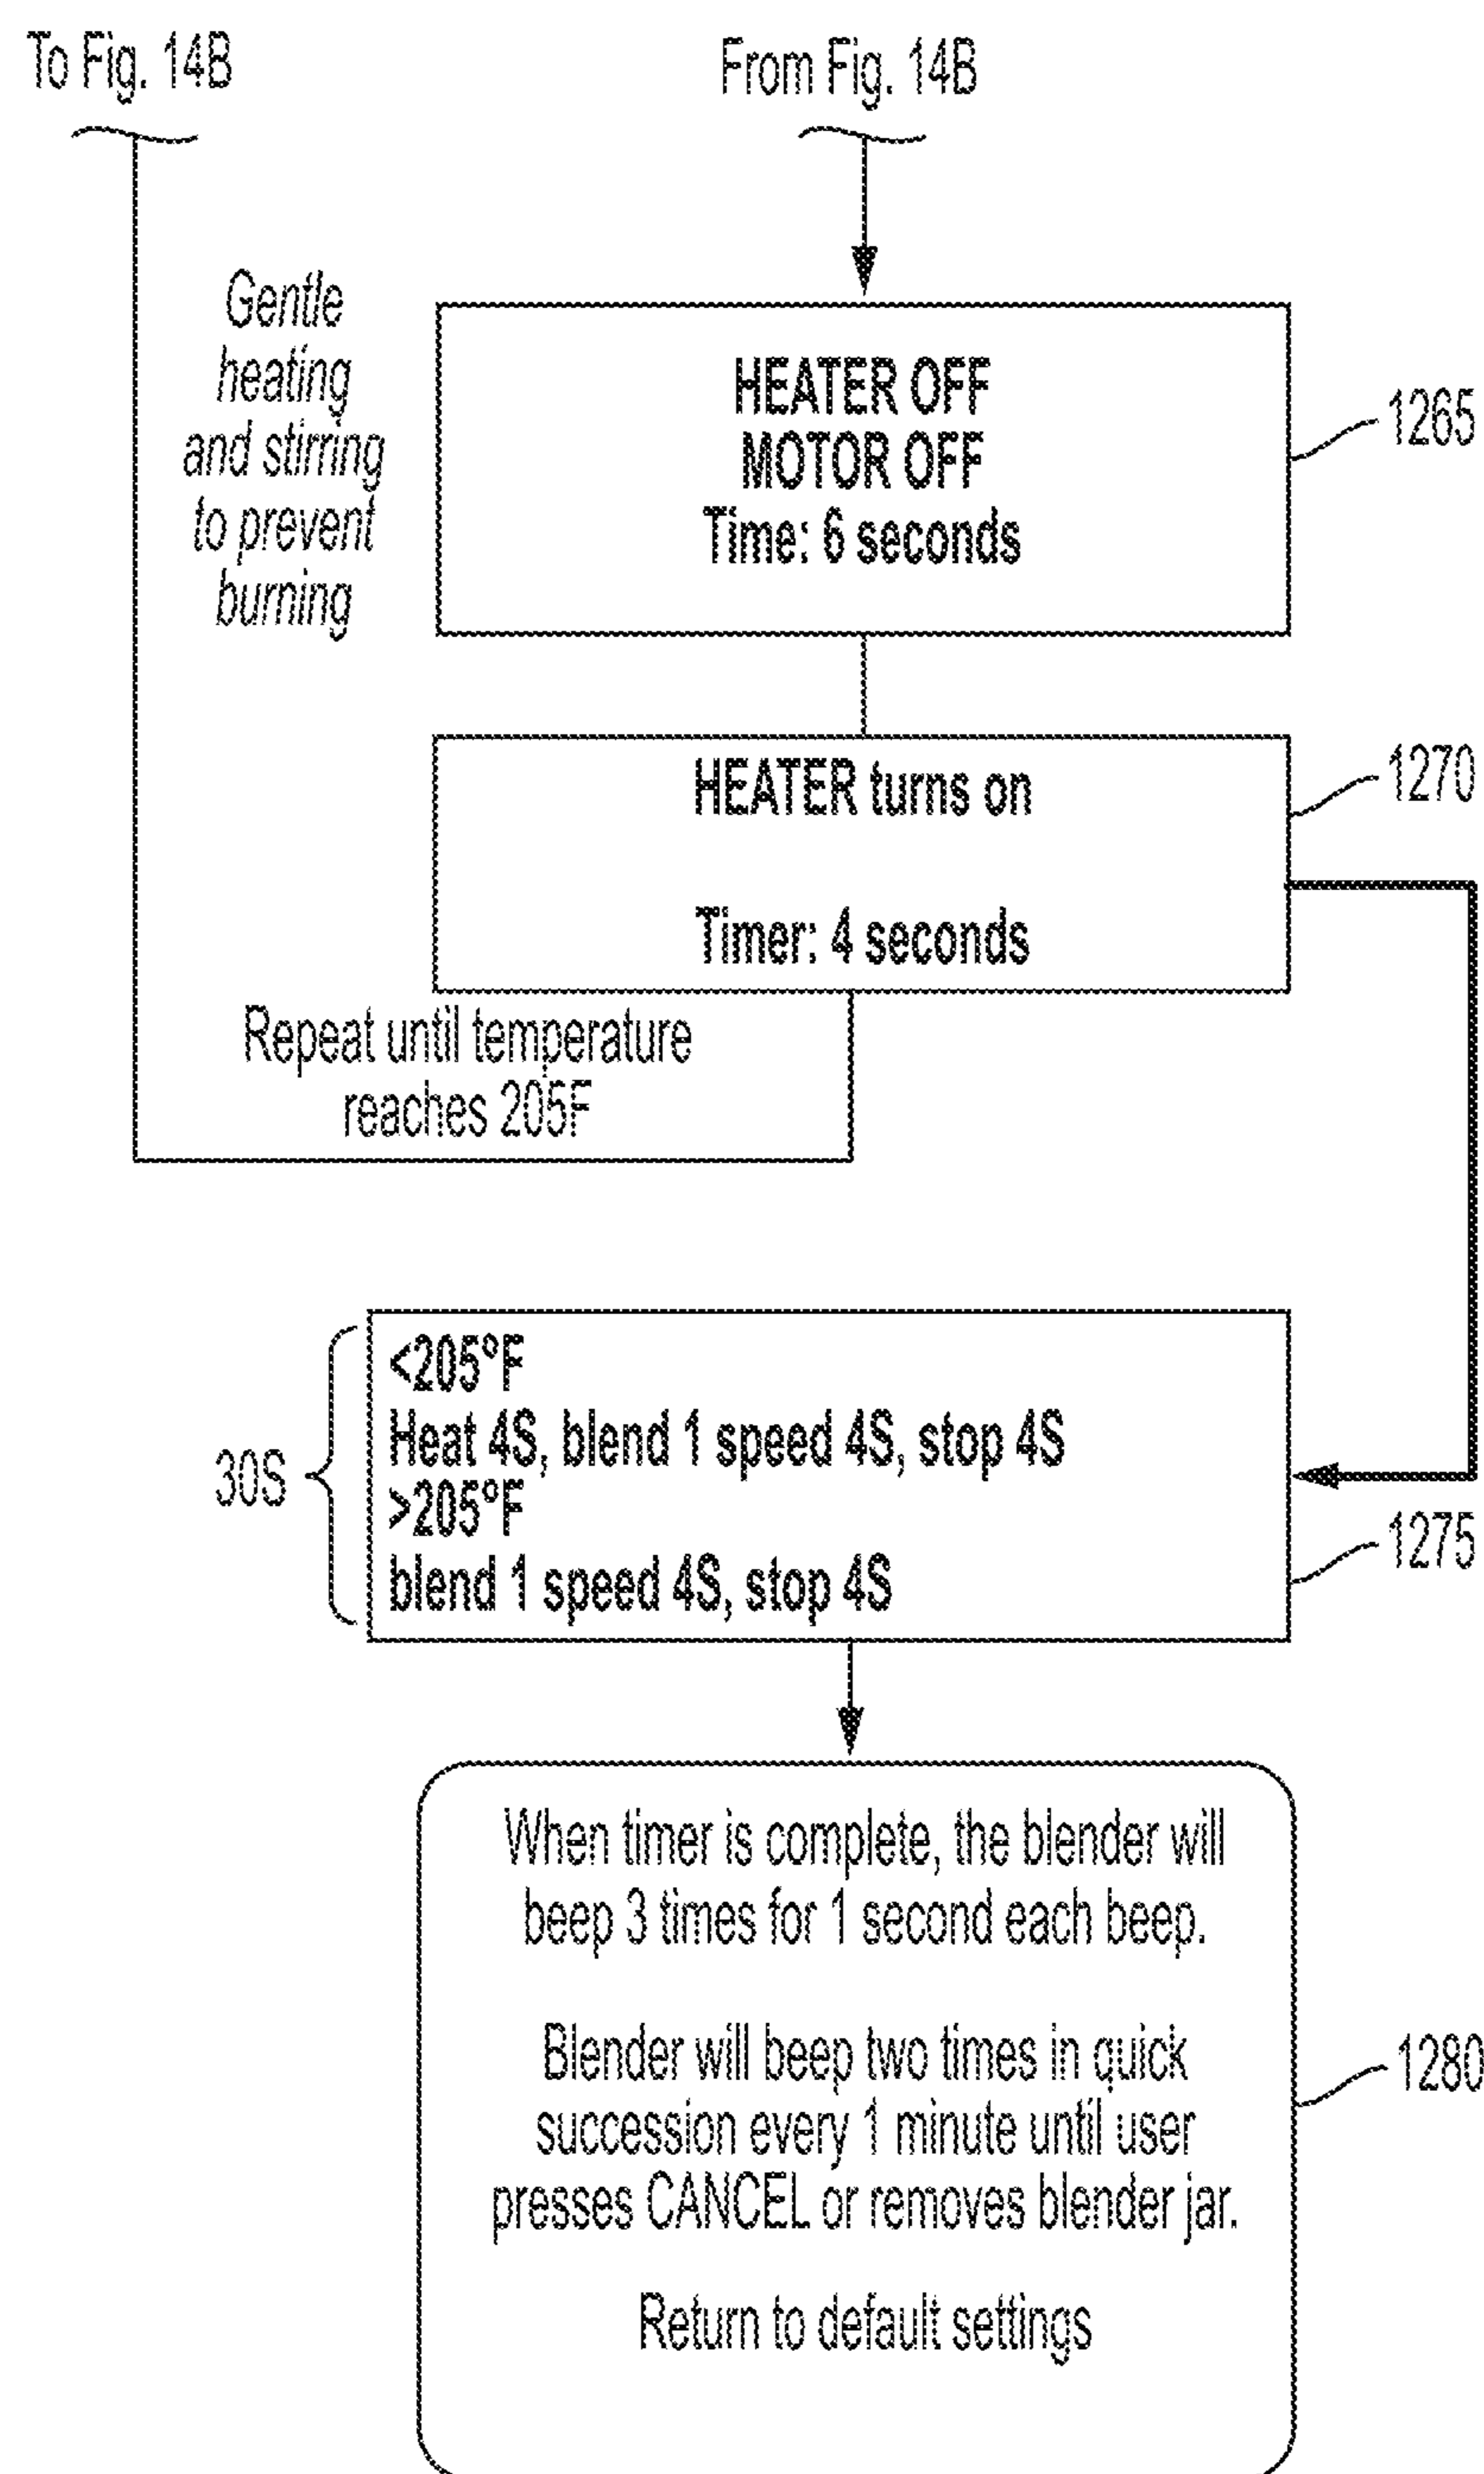 To Fig. 14B
From Fig. 14B
Gentle
heating
and stirring
to prevent
burning
HEATER OFF
MOTOR OFF
Time: 6 seconds
1265
HEATER turns on
Timer: 4 seconds
1270
Repeat until temperature
reaches 205F
30S
<205°F
Heat 4S, blend 1 speed 4S, stop 4S
>205°F
blend 1 speed 4S, stop 4S
1275
When timer is complete, the blender will
beep 3 times for 1 second each beep.
Blender will beep two times in quick
succession every 1 minute until user
presses CANCEL or removes blender jar.
Return to default settings
1280